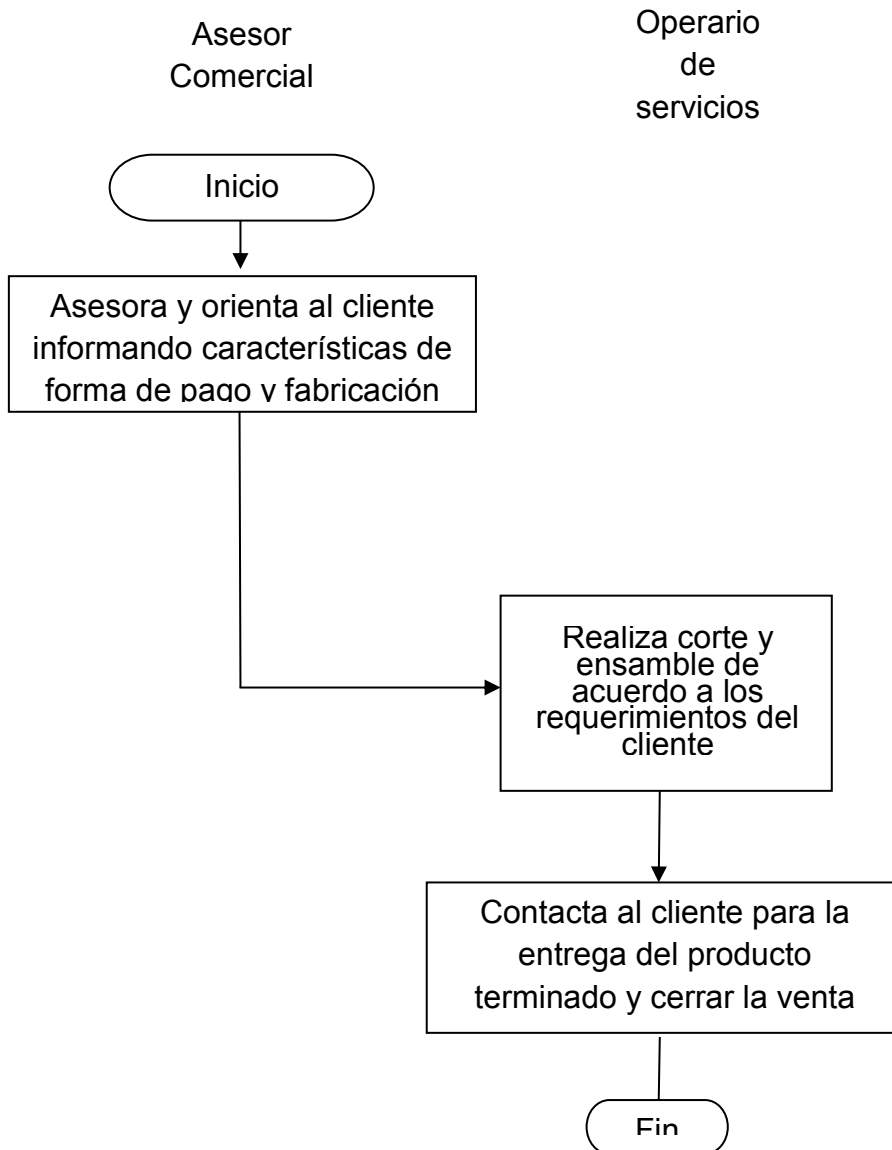 Asesor
Comercial
Operario
de
servicios
Inicio
Asesora y orienta al cliente
informando características de
forma de pago y fabricación
Realiza corte y
ensamble de
acuerdo a los
requerimientos del
cliente
Contacta al cliente para la
entrega del producto
terminado y cerrar la venta
Fin